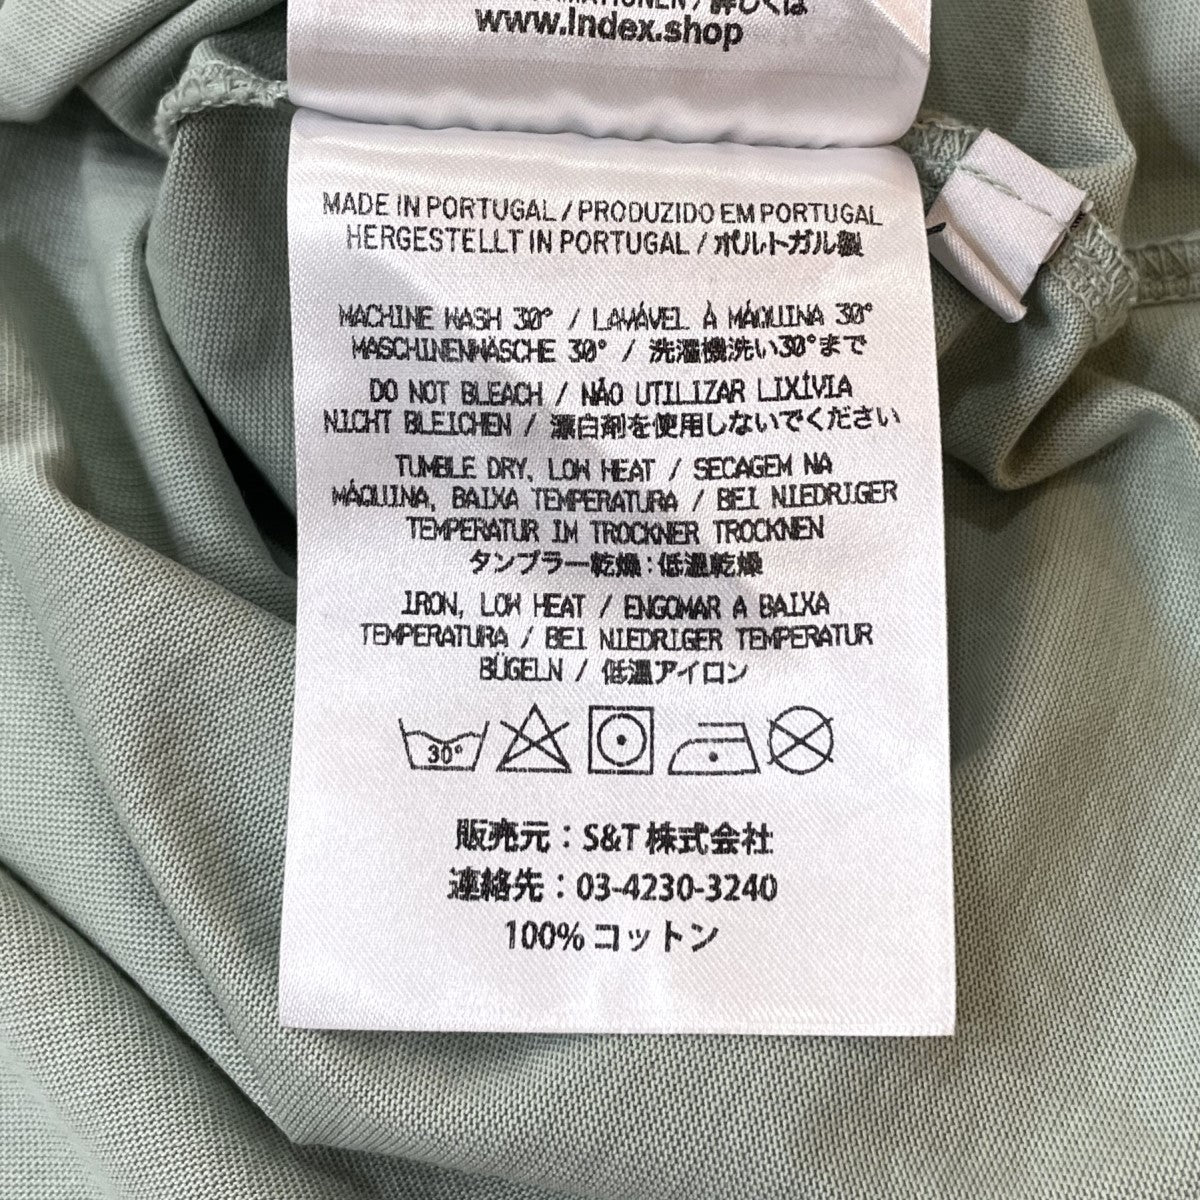 www.Index.shop
MADE IN PORTUGAL / PRODUZIDO EM PORTUGAL
HERGESTELLT IN PORTUGAL / ポルトガル製
MACHINE WASH 30° / LAVÁVEL À MÁQUINA 30°
MASCHINENWÄSCHE 30° / 洗濯機洗い30°まで
DO NOT BLEACH / NÃO UTILIZAR LIXÍVIA
NICHT BLEICHEN / 漂白剤を使用しないでください
TUMBLE DRY, LOW HEAT / SECAGEM NA
MÁQUINA, BAIXA TEMPERATURA / BEI NIEDRIGER
TEMPERATUR IM TROCKNER TROCKNEN
タンブラー乾燥:低温乾燥
IRON, LOW HEAT / ENGOMAR A BAIXA
TEMPERATURA / BEI NIEDRIGER TEMPERATUR
BÜGELN / 低温アイロン
30°
販売元:S&T 株式会社
連絡先:03-4230-3240
100% コットン